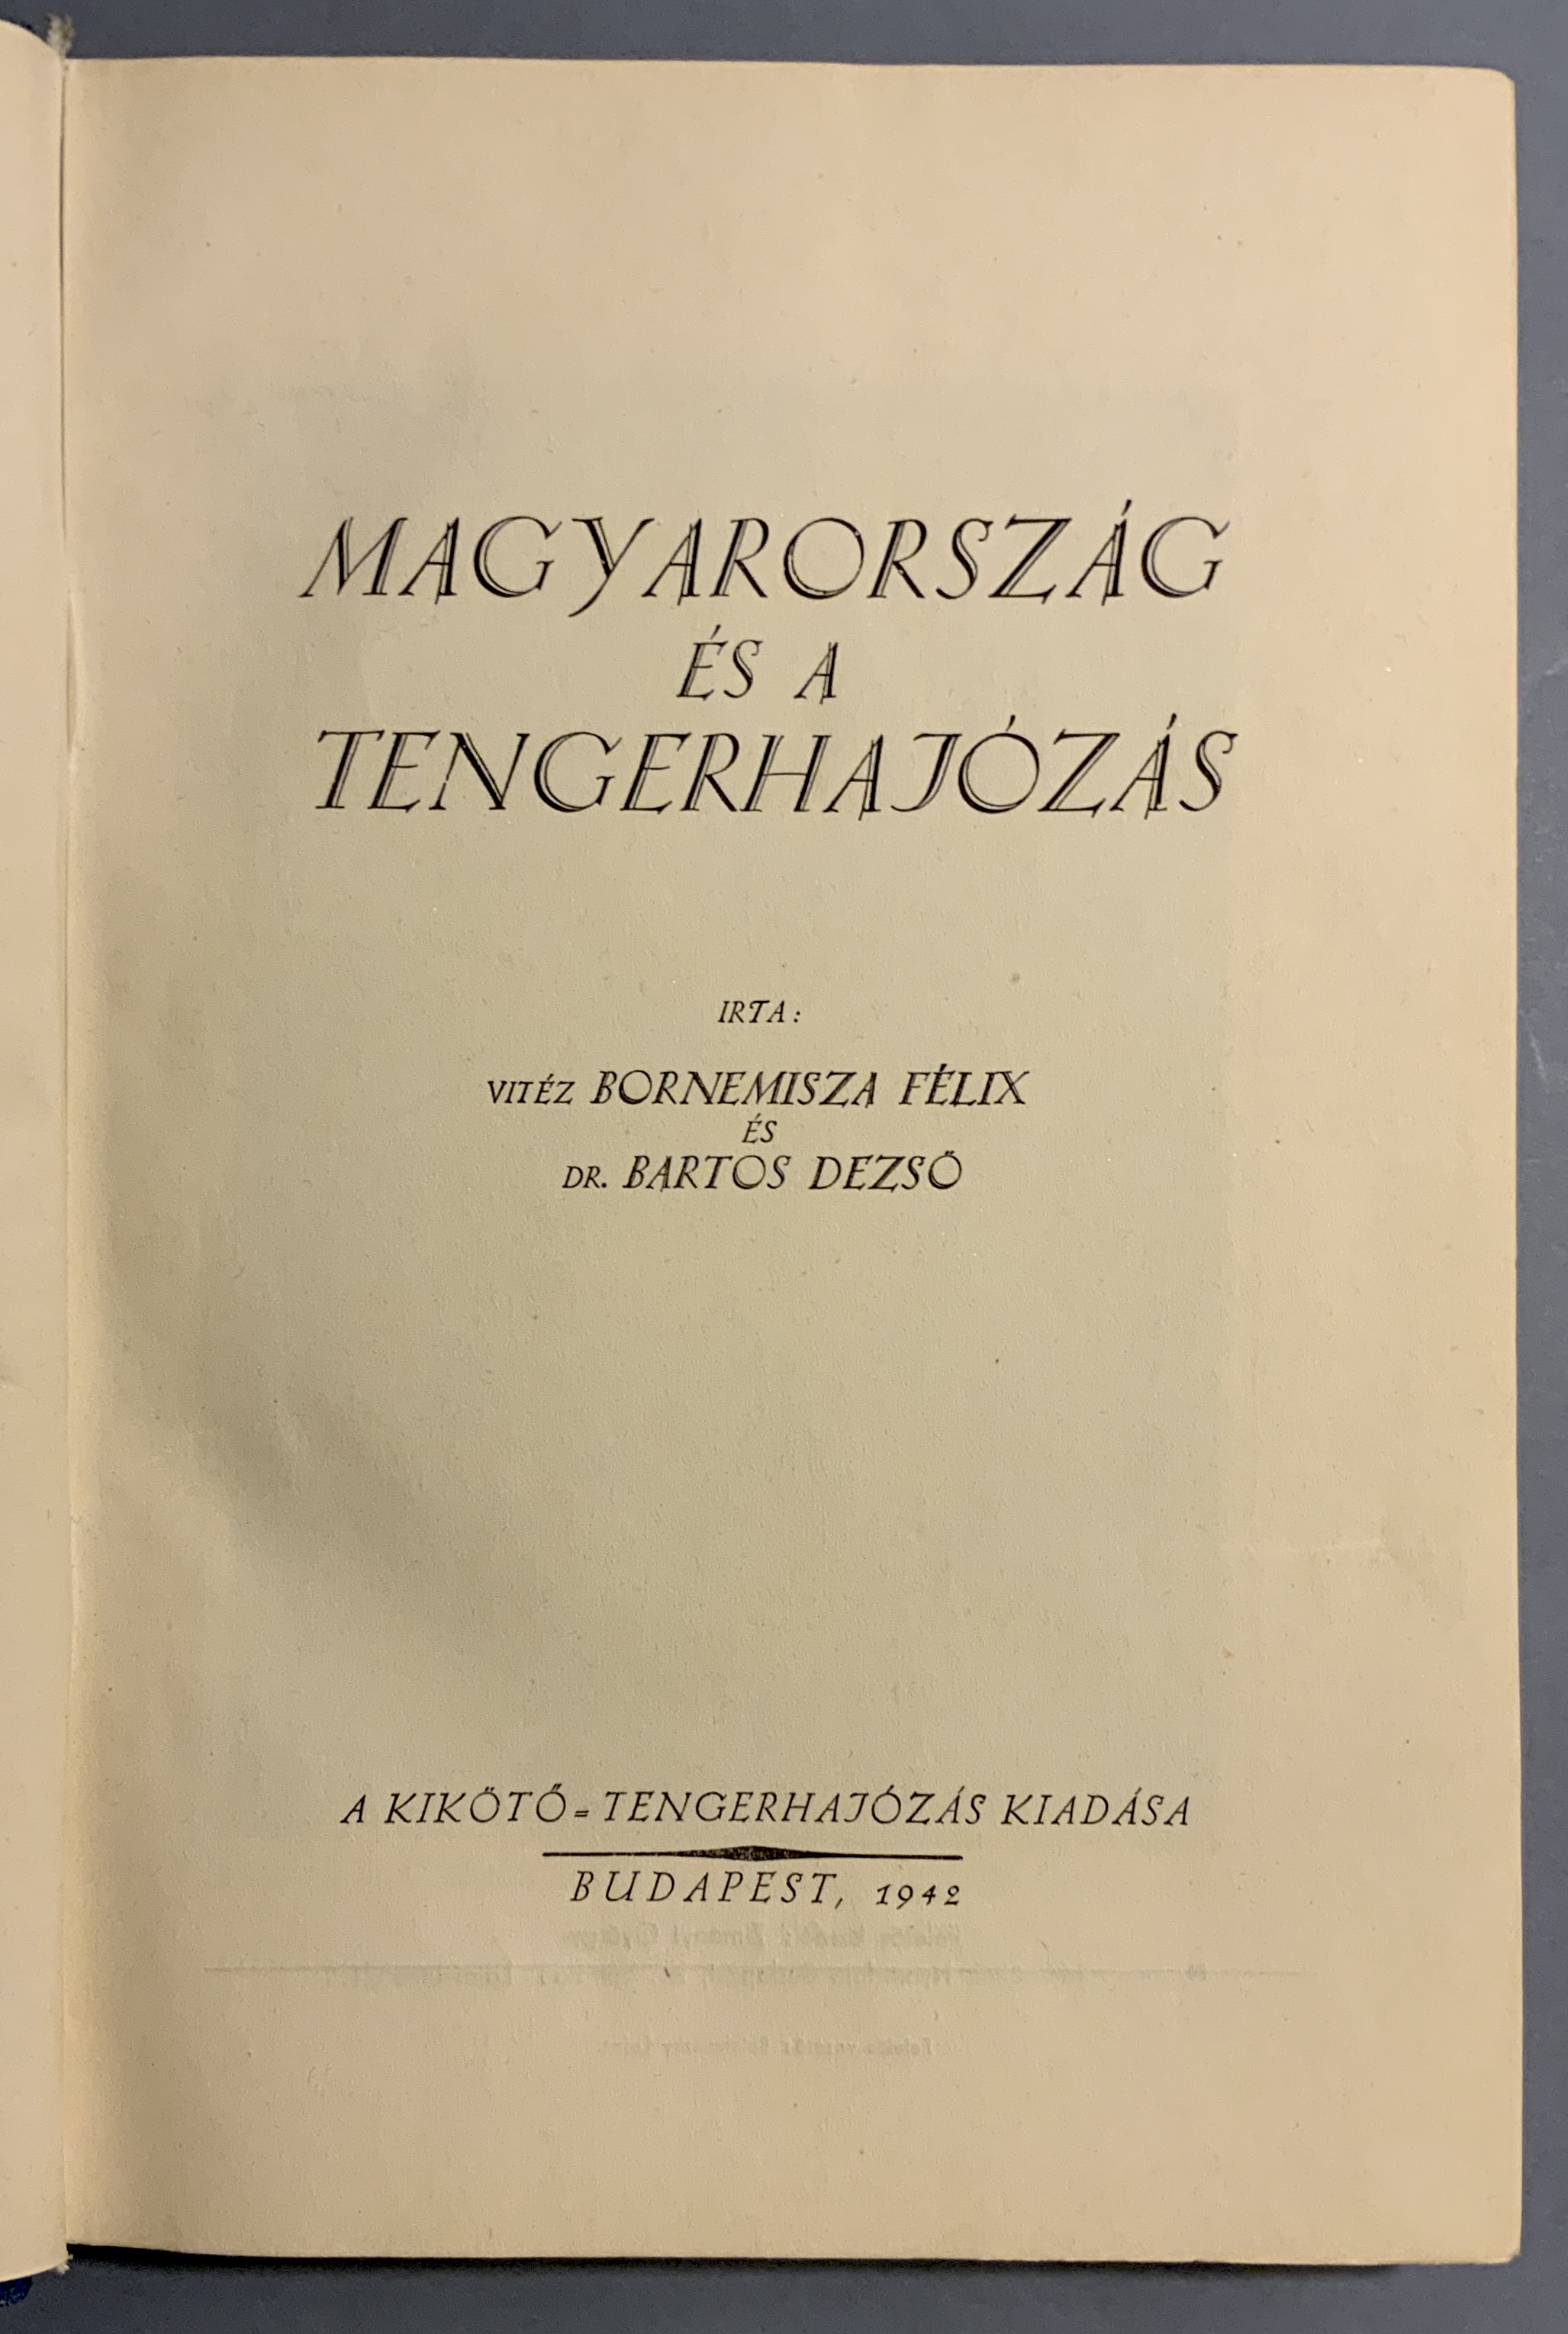 MAGYARORSZÁG
ÉS A
TENGERHAJÓZÁS
IRTA:
VITÉZ BORNEMISZA FÉLIX
ÉS
DR. BARTOS DEZSŐ
A KIKÖTŐ-TENGERHAJÓZÁS KIADÁSA
BUDAPEST, 1942